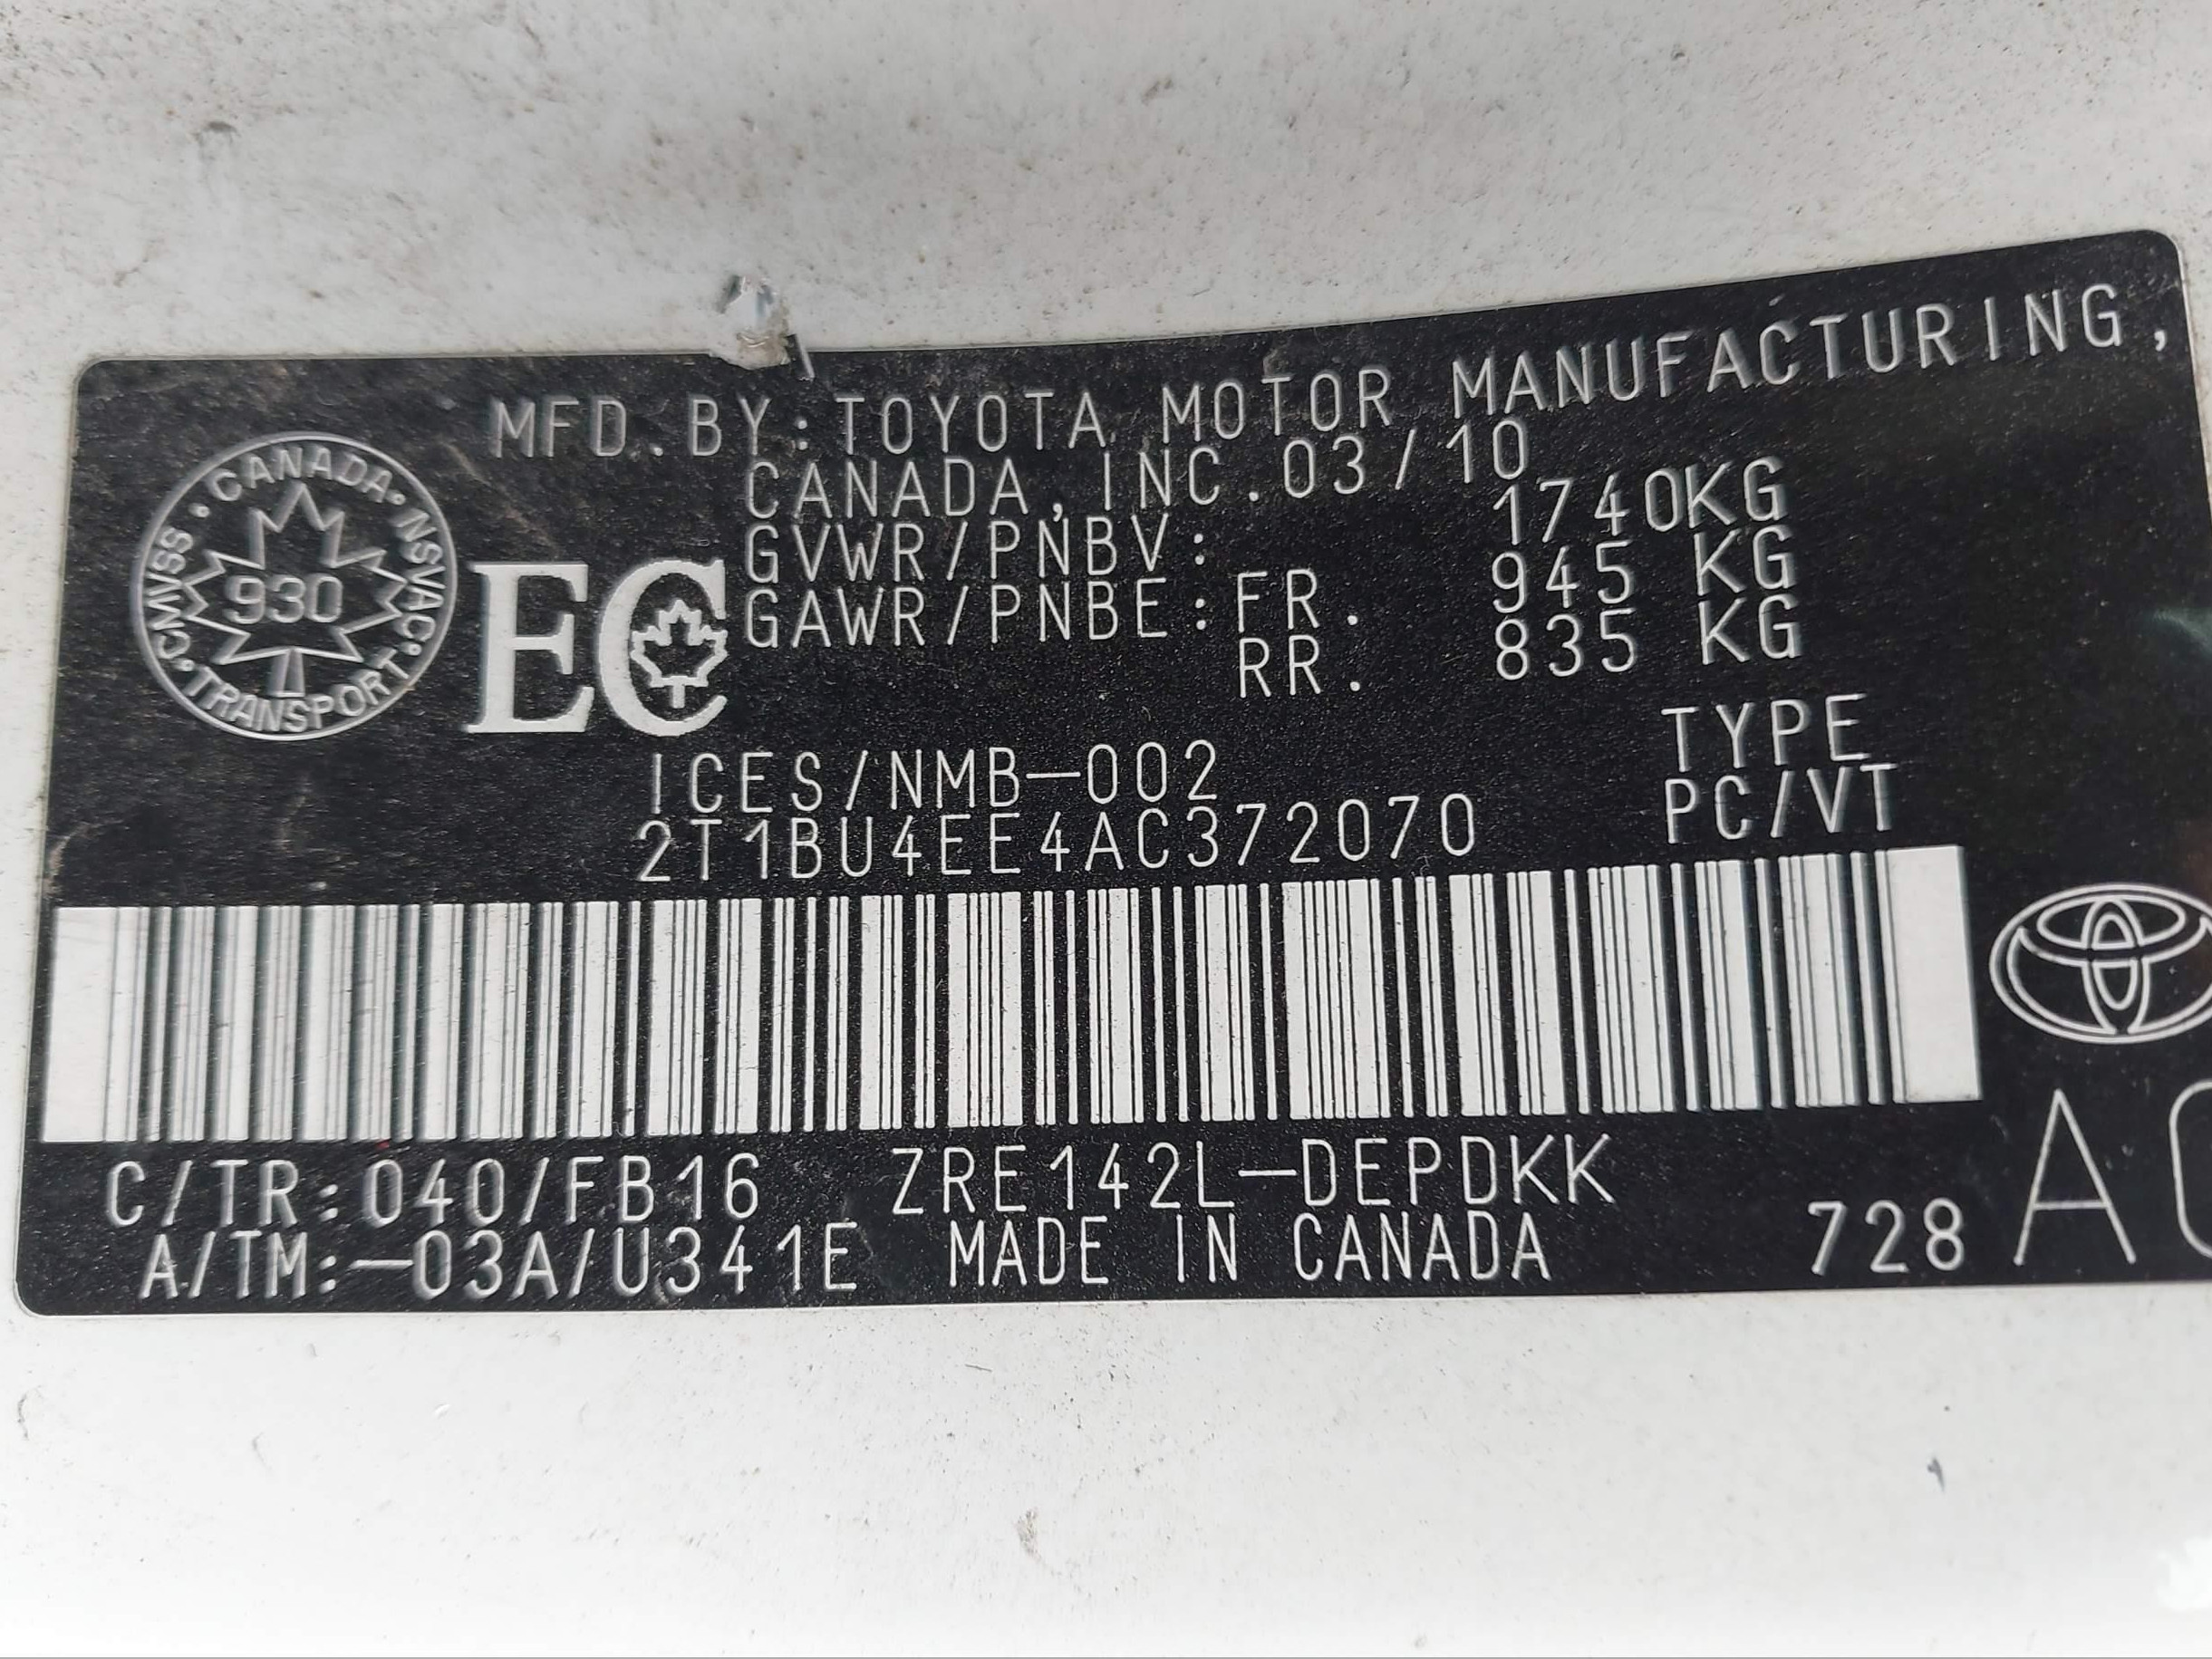 MFD.BY:TOYOTA MOTOR MANUFACTURING,
CANADA, INC.03/10
GVWR/PNBV: 1740KG
GAWR/PNBE:FR. 945 KG
RR. 835 KG
CANADA
NSVAC
TRANSPORT
CMVSS
930
EC
ICES/NMB-002
TYPE
2T1BU4EE4AC372070
PC/VT
C/TR:040/FB16 ZRE142L-DEPDKK
A/TM:-03A/U341E MADE IN CANADA 728